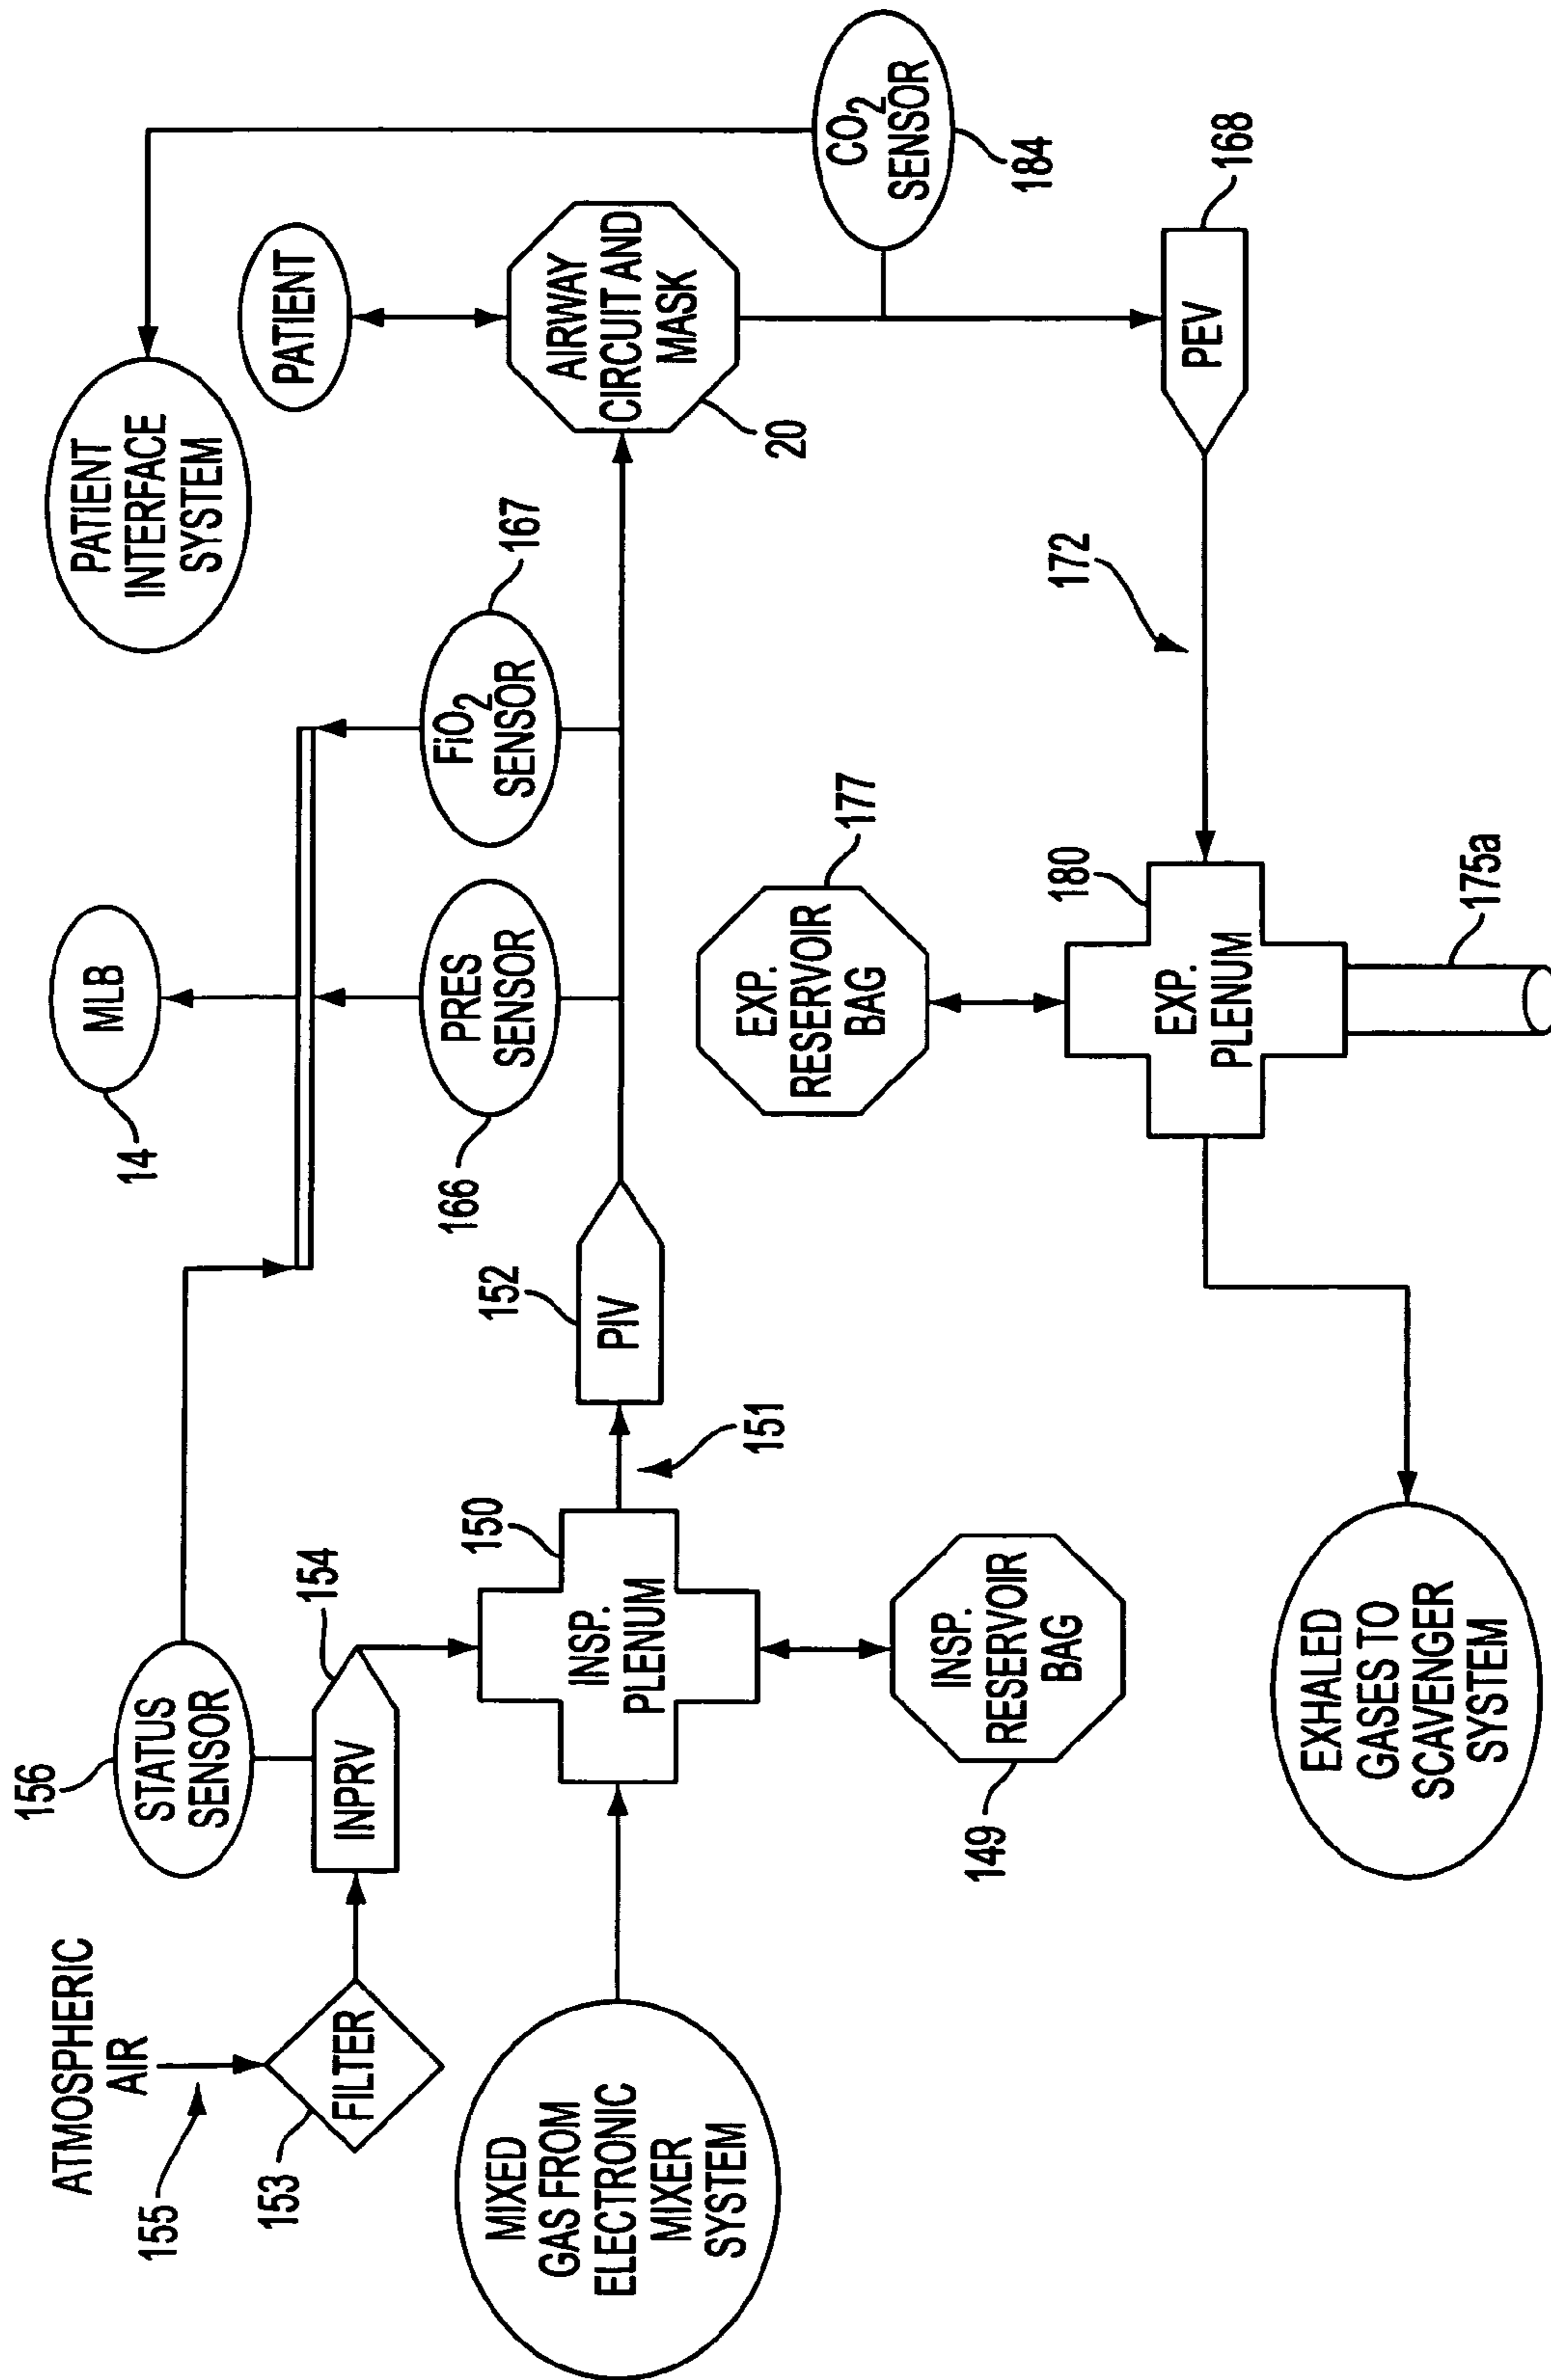 ATMOSPHERIC
AIR
155
FILTER
153
156
STATUS
SENSOR
INPRV
154
MIXED
GAS FROM
ELECTRONIC
MIXER
SYSTEM
INSP.
PLENUM
150
INSP.
RESERVOIR
BAG
149
151
PIV
152
MLB
14
PRES
SENSOR
166
FiO2
SENSOR
167
PATIENT
INTERFACE
SYSTEM
PATIENT
AIRWAY
CIRCUIT AND
MASK
20
CO2
SENSOR
184
PEV
168
172
EXP.
RESERVOIR
BAG
177
EXP.
PLENUM
180
175a
EXHALED
GASES TO
SCAVENGER
SYSTEM